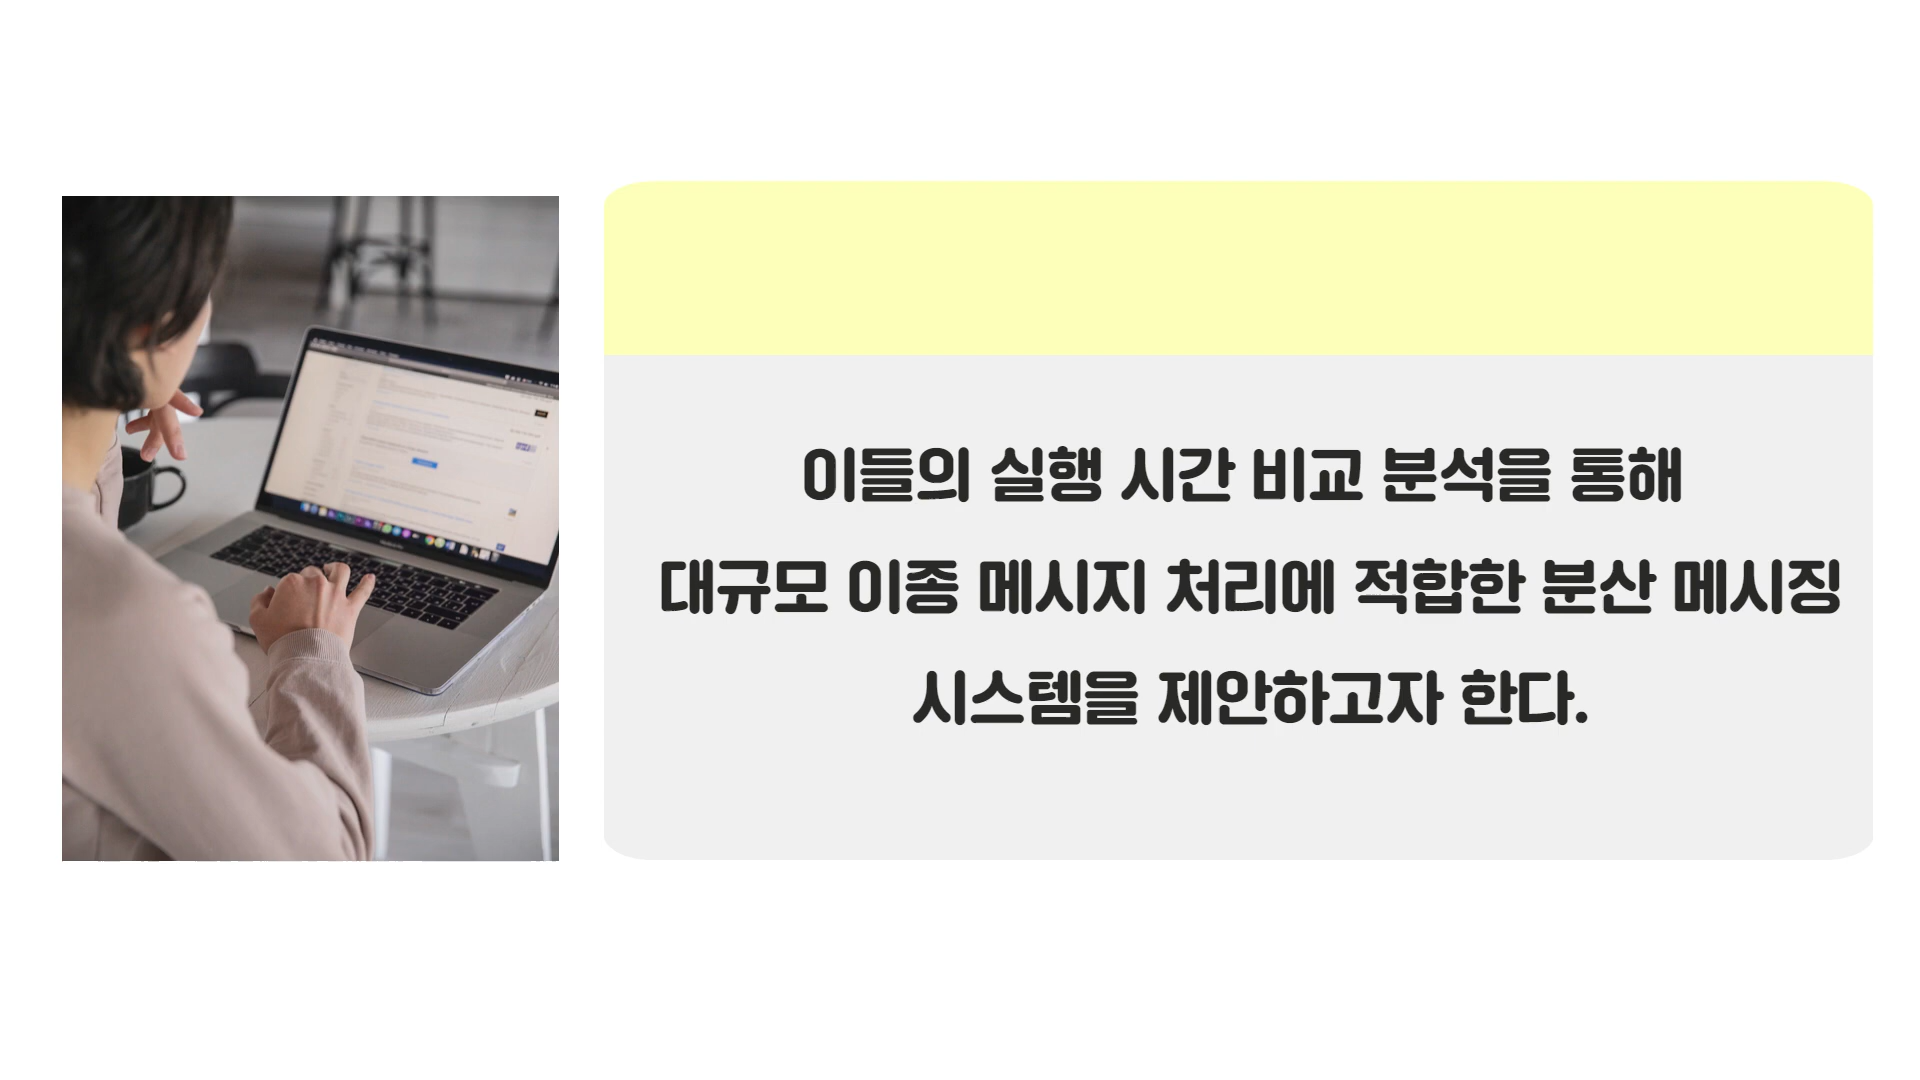 이들의 실행 시간 비교 분석을 통해
대규모 이종 메시지 처리에 적합한 분산 메시징
시스템을 제안하고자 한다.